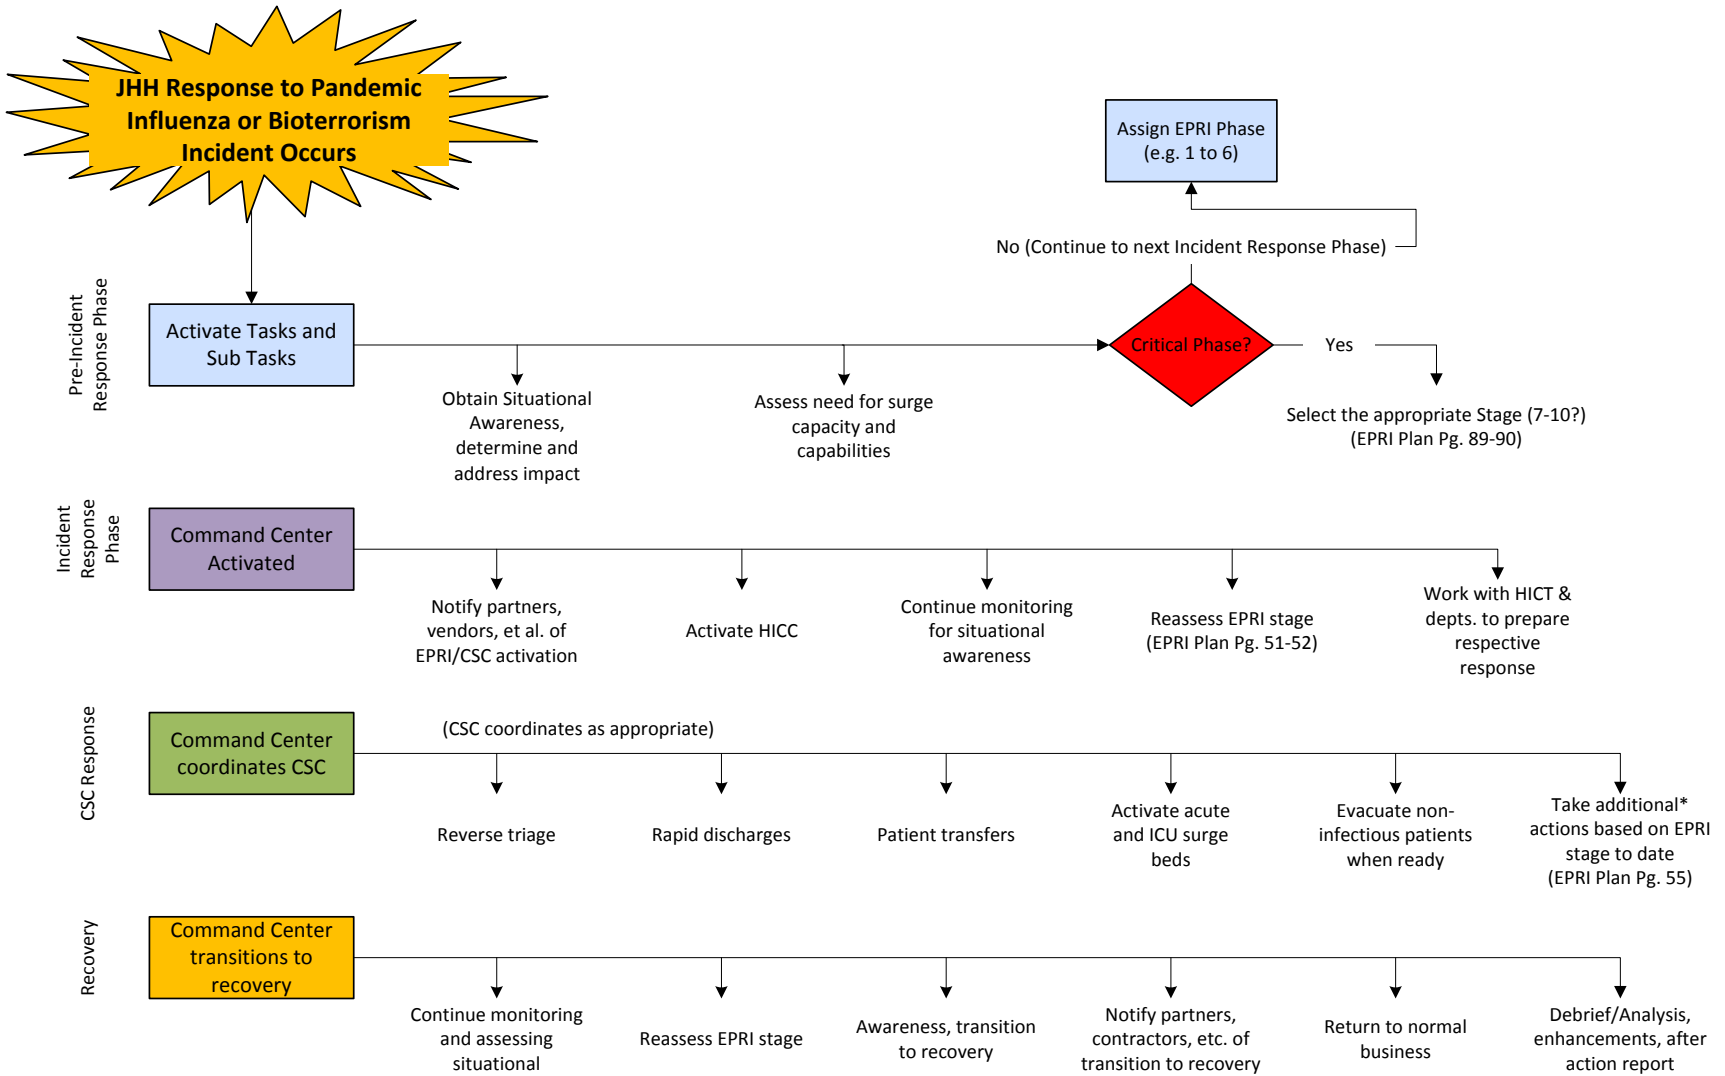 JHH Response to Pandemic
Influenza or Bioterrorism
Incident Occurs
Assign EPRI Phase
(e.g. 1 to 6)
No (Continue to next Incident Response Phase)
Pre-Incident
Response Phase
Activate Tasks and
Sub Tasks
Critical Phase?
Yes
Obtain Situational
Awareness,
determine and
address impact
Assess need for surge
capacity and
capabilities
Select the appropriate Stage (7-10?)
(EPRI Plan Pg. 89-90)
Incident
Response
Phase
Command Center
Activated
Notify partners,
vendors, et al. of
EPRI/CSC activation
Activate HICC
Continue monitoring
for situational
awareness
Reassess EPRI stage
(EPRI Plan Pg. 51-52)
Work with HICT &
depts. to prepare
respective
response
CSC Response
Command Center
coordinates CSC
(CSC coordinates as appropriate)
Reverse triage
Rapid discharges
Patient transfers
Activate acute
and ICU surge
beds
Evacuate non-
infectious patients
when ready
Take additional*
actions based on EPRI
stage to date
(EPRI Plan Pg. 55)
Recovery
Command Center
transitions to
recovery
Continue monitoring
and assessing
situational
Reassess EPRI stage
Awareness, transition
to recovery
Notify partners,
contractors, etc. of
transition to recovery
Return to normal
business
Debrief/Analysis,
enhancements, after
action report